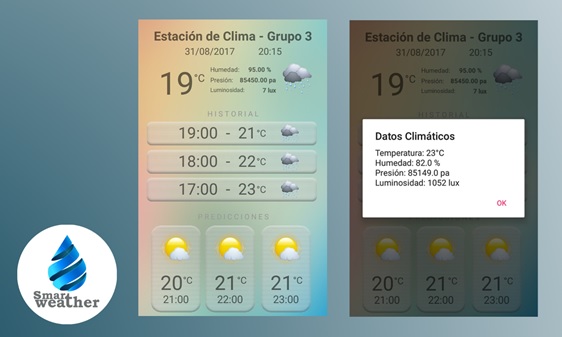 Estación de Clima - Grupo 3
31/08/2017 20:15
19°C
Humedad: 95.00 %
Presión: 85450.00 pa
Luminosidad: 7 lux
HISTORIAL
19:00 - 21°C
18:00 - 22°C
17:00 - 23°C
PREDICCIONES
20°C 21°C 23°C
21:00 22:00 23:00
Estación de Clima - Grupo 3
31/08/2017 20:15
19°C
Humedad: 95.00 %
Presión: 85450.00 pa
Luminosidad: 7 lux
Datos Climáticos
Temperatura: 23°C
Humedad: 82.0 %
Presión: 85149.0 pa
Luminosidad: 1052 lux
OK
20°C 21°C 21°C
21:00 22:00 23:00
Smart
weather